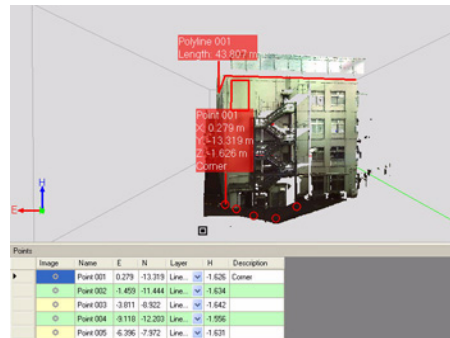 Polyline 001
Length: 43.807 m
Point 001
X: 0.279 m
Y: -13.319 m
Z: -1.626 m
Corner
H
E
Points
Image Name E N Layer H Description
Point 001 0.279 -13.319 Line... -1.626 Corner
Point 002 -1.459 -11.444 Line... -1.634
Point 003 -3.811 -8.922 Line... -1.642
Point 004 -9.118 -12.203 Line... -1.556
Point 005 -6.396 -7.972 Line... -1.631